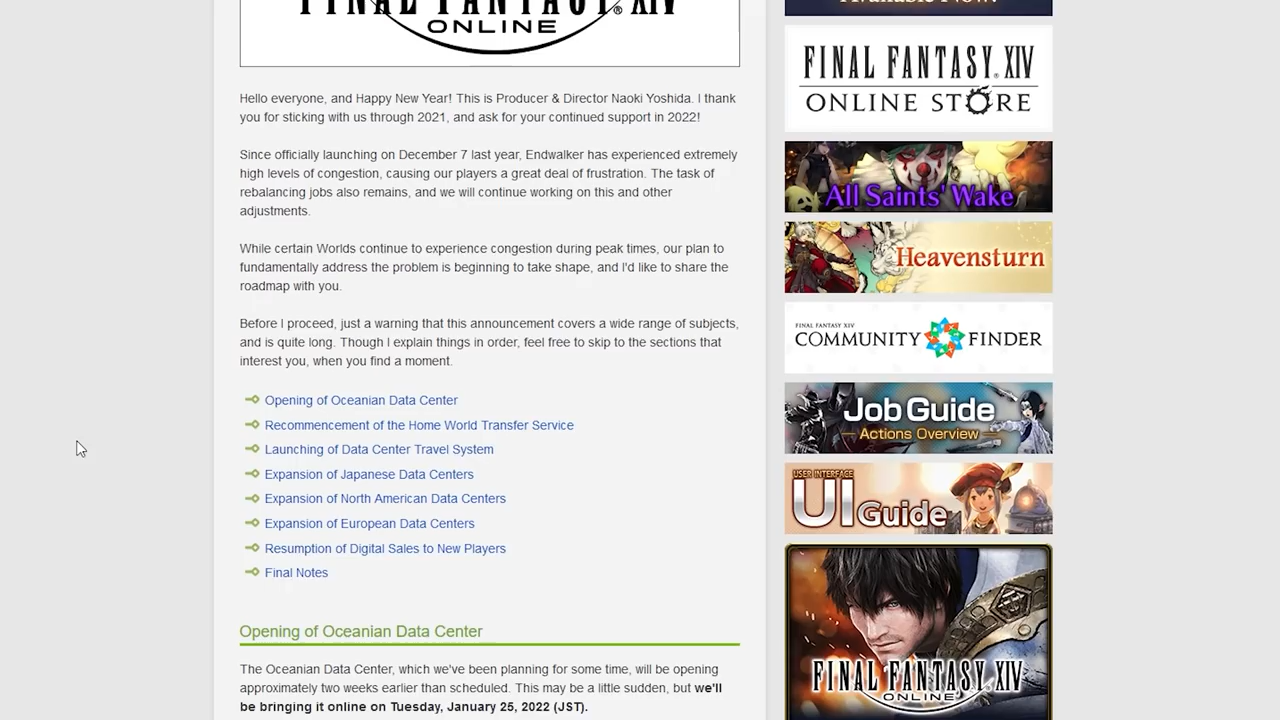 FINAL FANTASY® XIV
ONLINE
Hello everyone, and Happy New Year! This is Producer & Director Naoki Yoshida. I thank
you for sticking with us through 2021, and ask for your continued support in 2022!
Since officially launching on December 7 last year, Endwalker has experienced extremely
high levels of congestion, causing our players a great deal of frustration. The task of
rebalancing jobs also remains, and we will continue working on this and other
adjustments.
While certain Worlds continue to experience congestion during peak times, our plan to
fundamentally address the problem is beginning to take shape, and I'd like to share the
roadmap with you.
Before I proceed, just a warning that this announcement covers a wide range of subjects,
and is quite long. Though I explain things in order, feel free to skip to the sections that
interest you, when you find a moment.
Opening of Oceanian Data Center
Recommencement of the Home World Transfer Service
Launching of Data Center Travel System
Expansion of Japanese Data Centers
Expansion of North American Data Centers
Expansion of European Data Centers
Resumption of Digital Sales to New Players
Final Notes
Opening of Oceanian Data Center
The Oceanian Data Center, which we've been planning for some time, will be opening
approximately two weeks earlier than scheduled. This may be a little sudden, but we'll
be bringing it online on Tuesday, January 25, 2022 (JST).
Available Now!
FINAL FANTASY® XIV
ONLINE STORE
All Saints' Wake
Heavensturn
FINAL FANTASY XIV
COMMUNITY FINDER
Job Guide
Actions Overview
USER INTERFACE
UI Guide
FINAL FANTASY® XIV
ONLINE